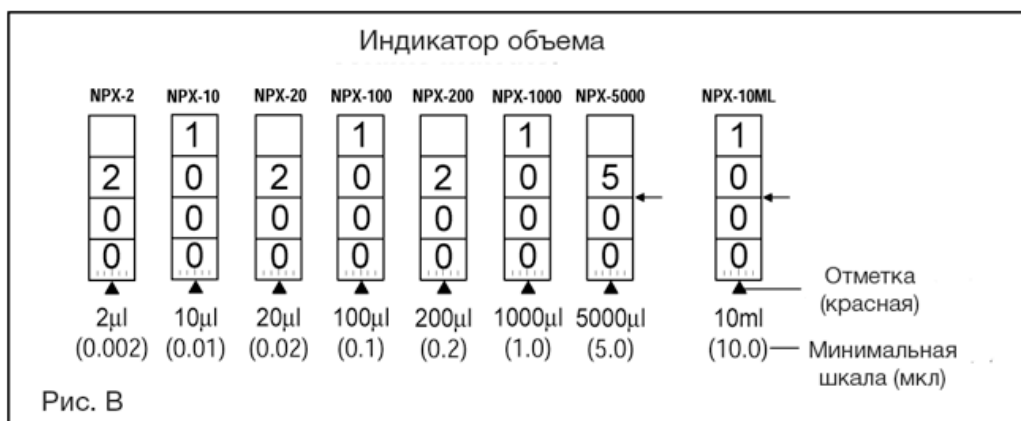 Индикатор объема
NPX-2 NPX-10 NPX-20 NPX-100 NPX-200 NPX-1000 NPX-5000 NPX-10ML
1 1 1 1
2 0 2 0 2 0 5 0
0 0 0 0 0 0 0 0
0 0 0 0 0 0 0 0
Отметка
(красная)
2µl 10µl 20µl 100µl 200µl 1000µl 5000µl 10ml
(0.002) (0.01) (0.02) (0.1) (0.2) (1.0) (5.0) (10.0)
Минимальная
шкала (мкл)
Рис. В